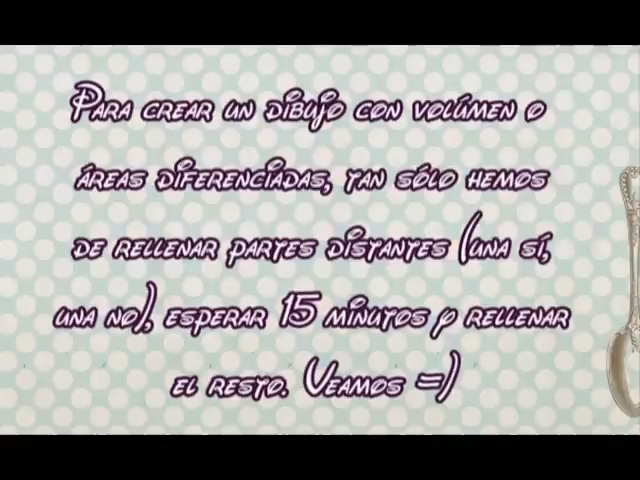 Para crear un dibujo con volúmen o
áreas diferenciadas, tan sólo hemos
de rellenar partes distantes (una sí,
una no), esperar 15 minutos y rellenar
el resto. Veamos =)